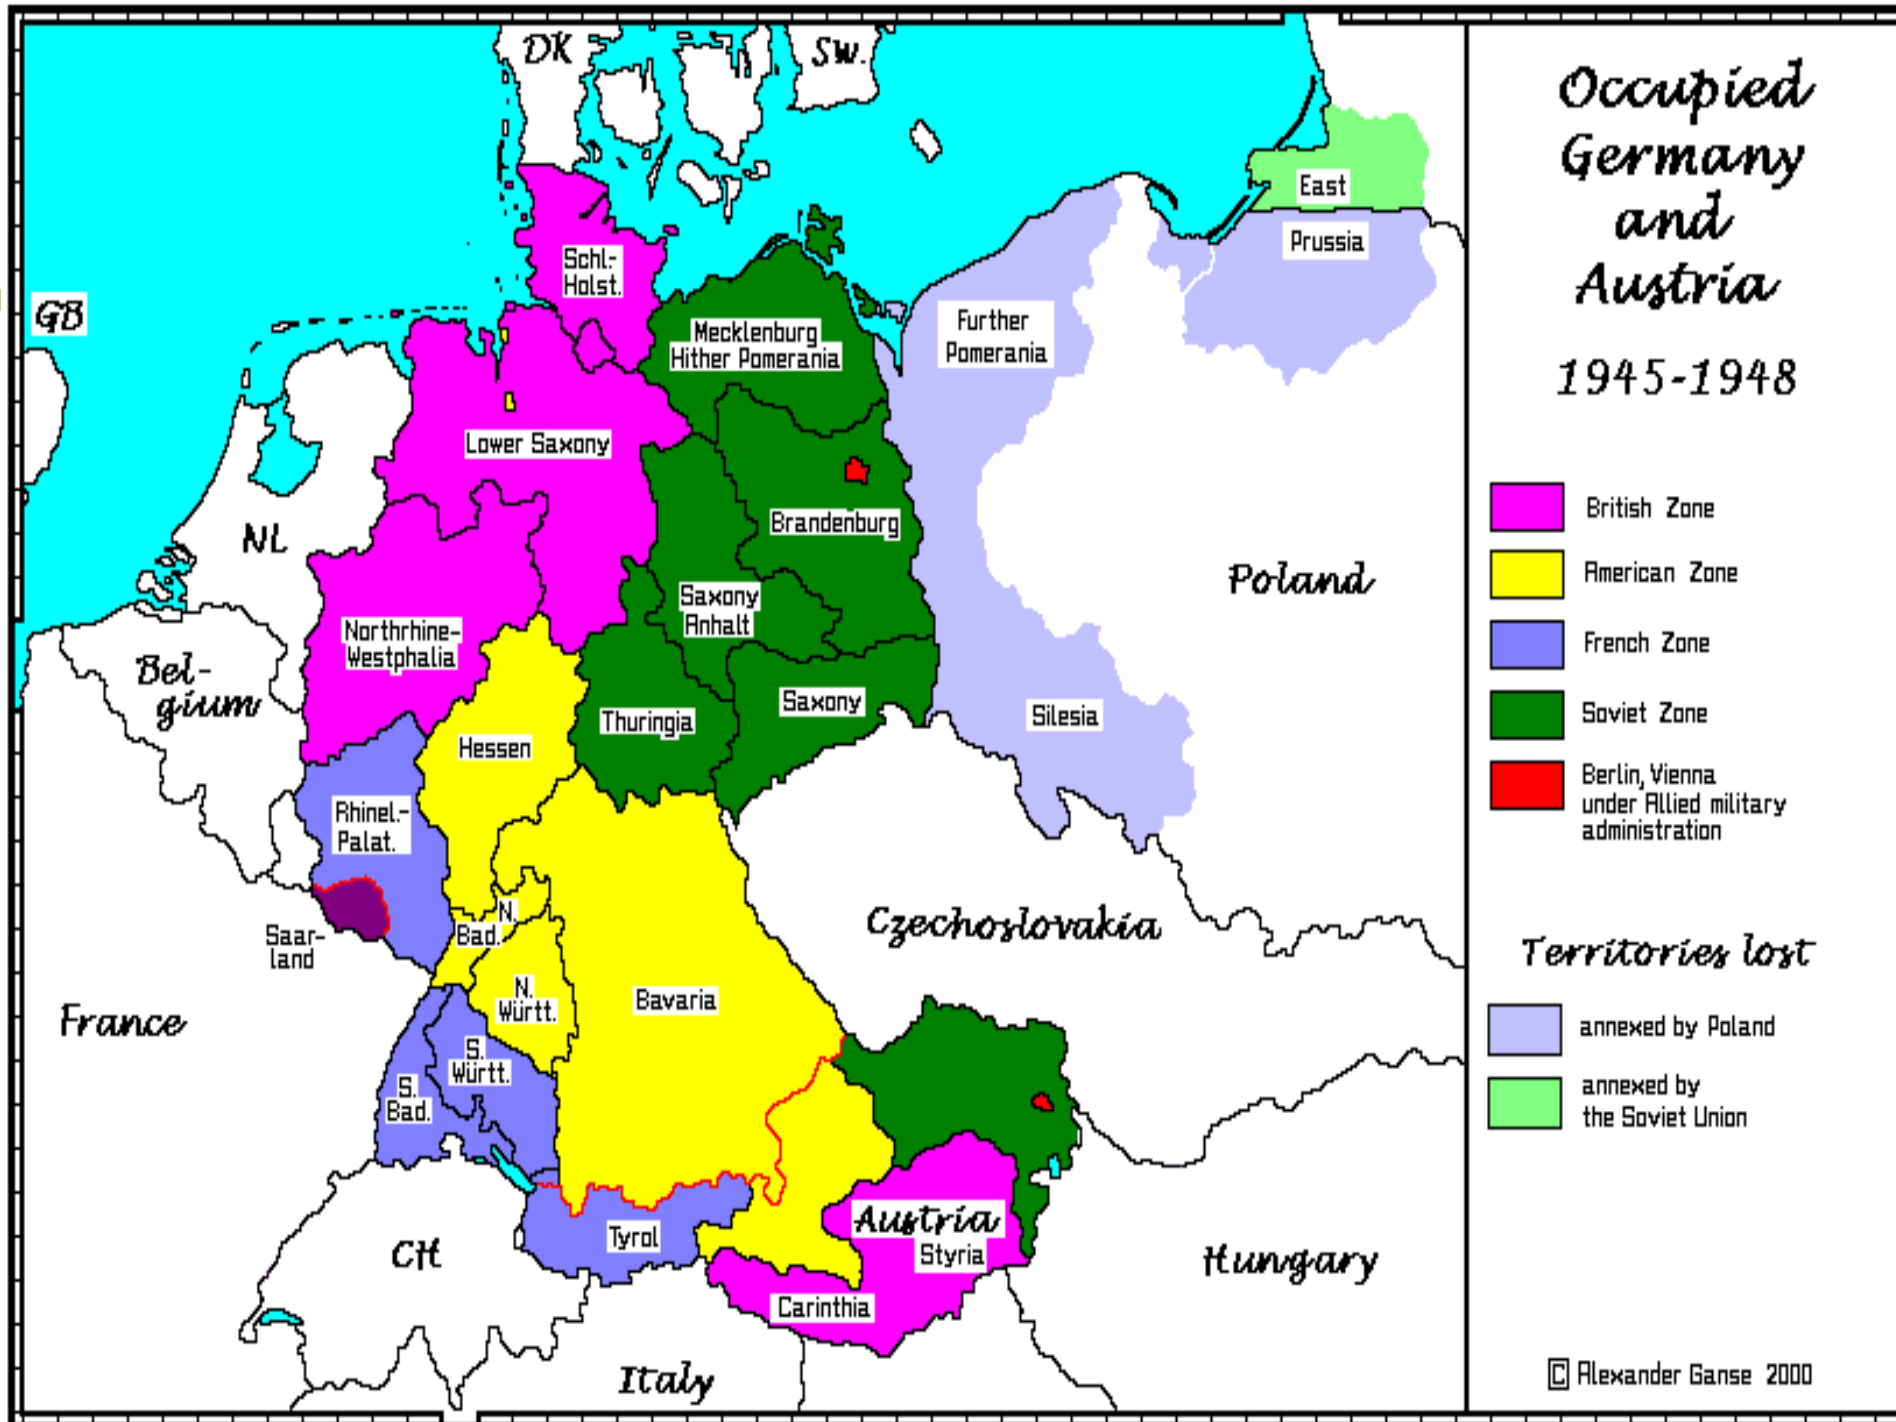 DK
Sw.
GB
NL
Bel-
gium
France
CH
Italy
Poland
Czechoslovakia
Hungary
Schl.-
Holst.
Mecklenburg
Hither Pomerania
Further
Pomerania
East
Prussia
Lower Saxony
Brandenburg
Saxony
Anhalt
Northrhine-
Westphalia
Hessen
Thuringia
Saxony
Silesia
Rhinel.-
Palat.
Saar-
land
N.
Bad.
N.
Württ.
Bavaria
S.
Württ.
S.
Bad.
Tyrol
Austria
Styria
Carinthia
Occupied
Germany
and
Austria
1945-1948
British Zone
American Zone
French Zone
Soviet Zone
Berlin, Vienna
under Allied military
administration
Territories lost
annexed by Poland
annexed by
the Soviet Union
© Alexander Ganse 2000